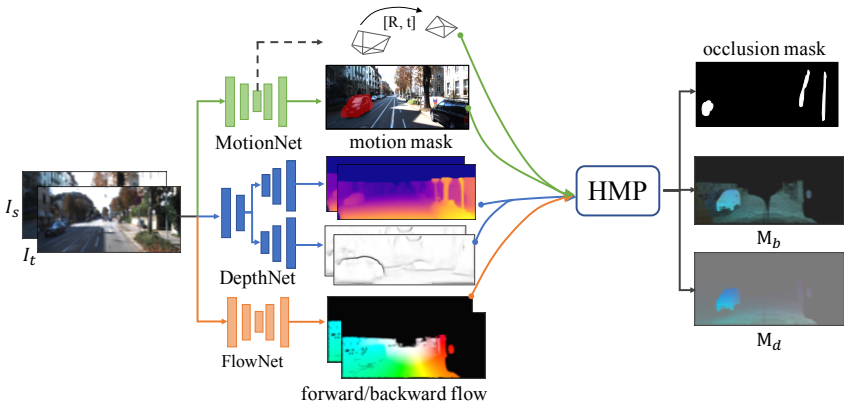 [R, t]
occlusion mask
MotionNet
motion mask
HMP
I_s
I_t
M_b
DepthNet
M_d
FlowNet
forward/backward flow